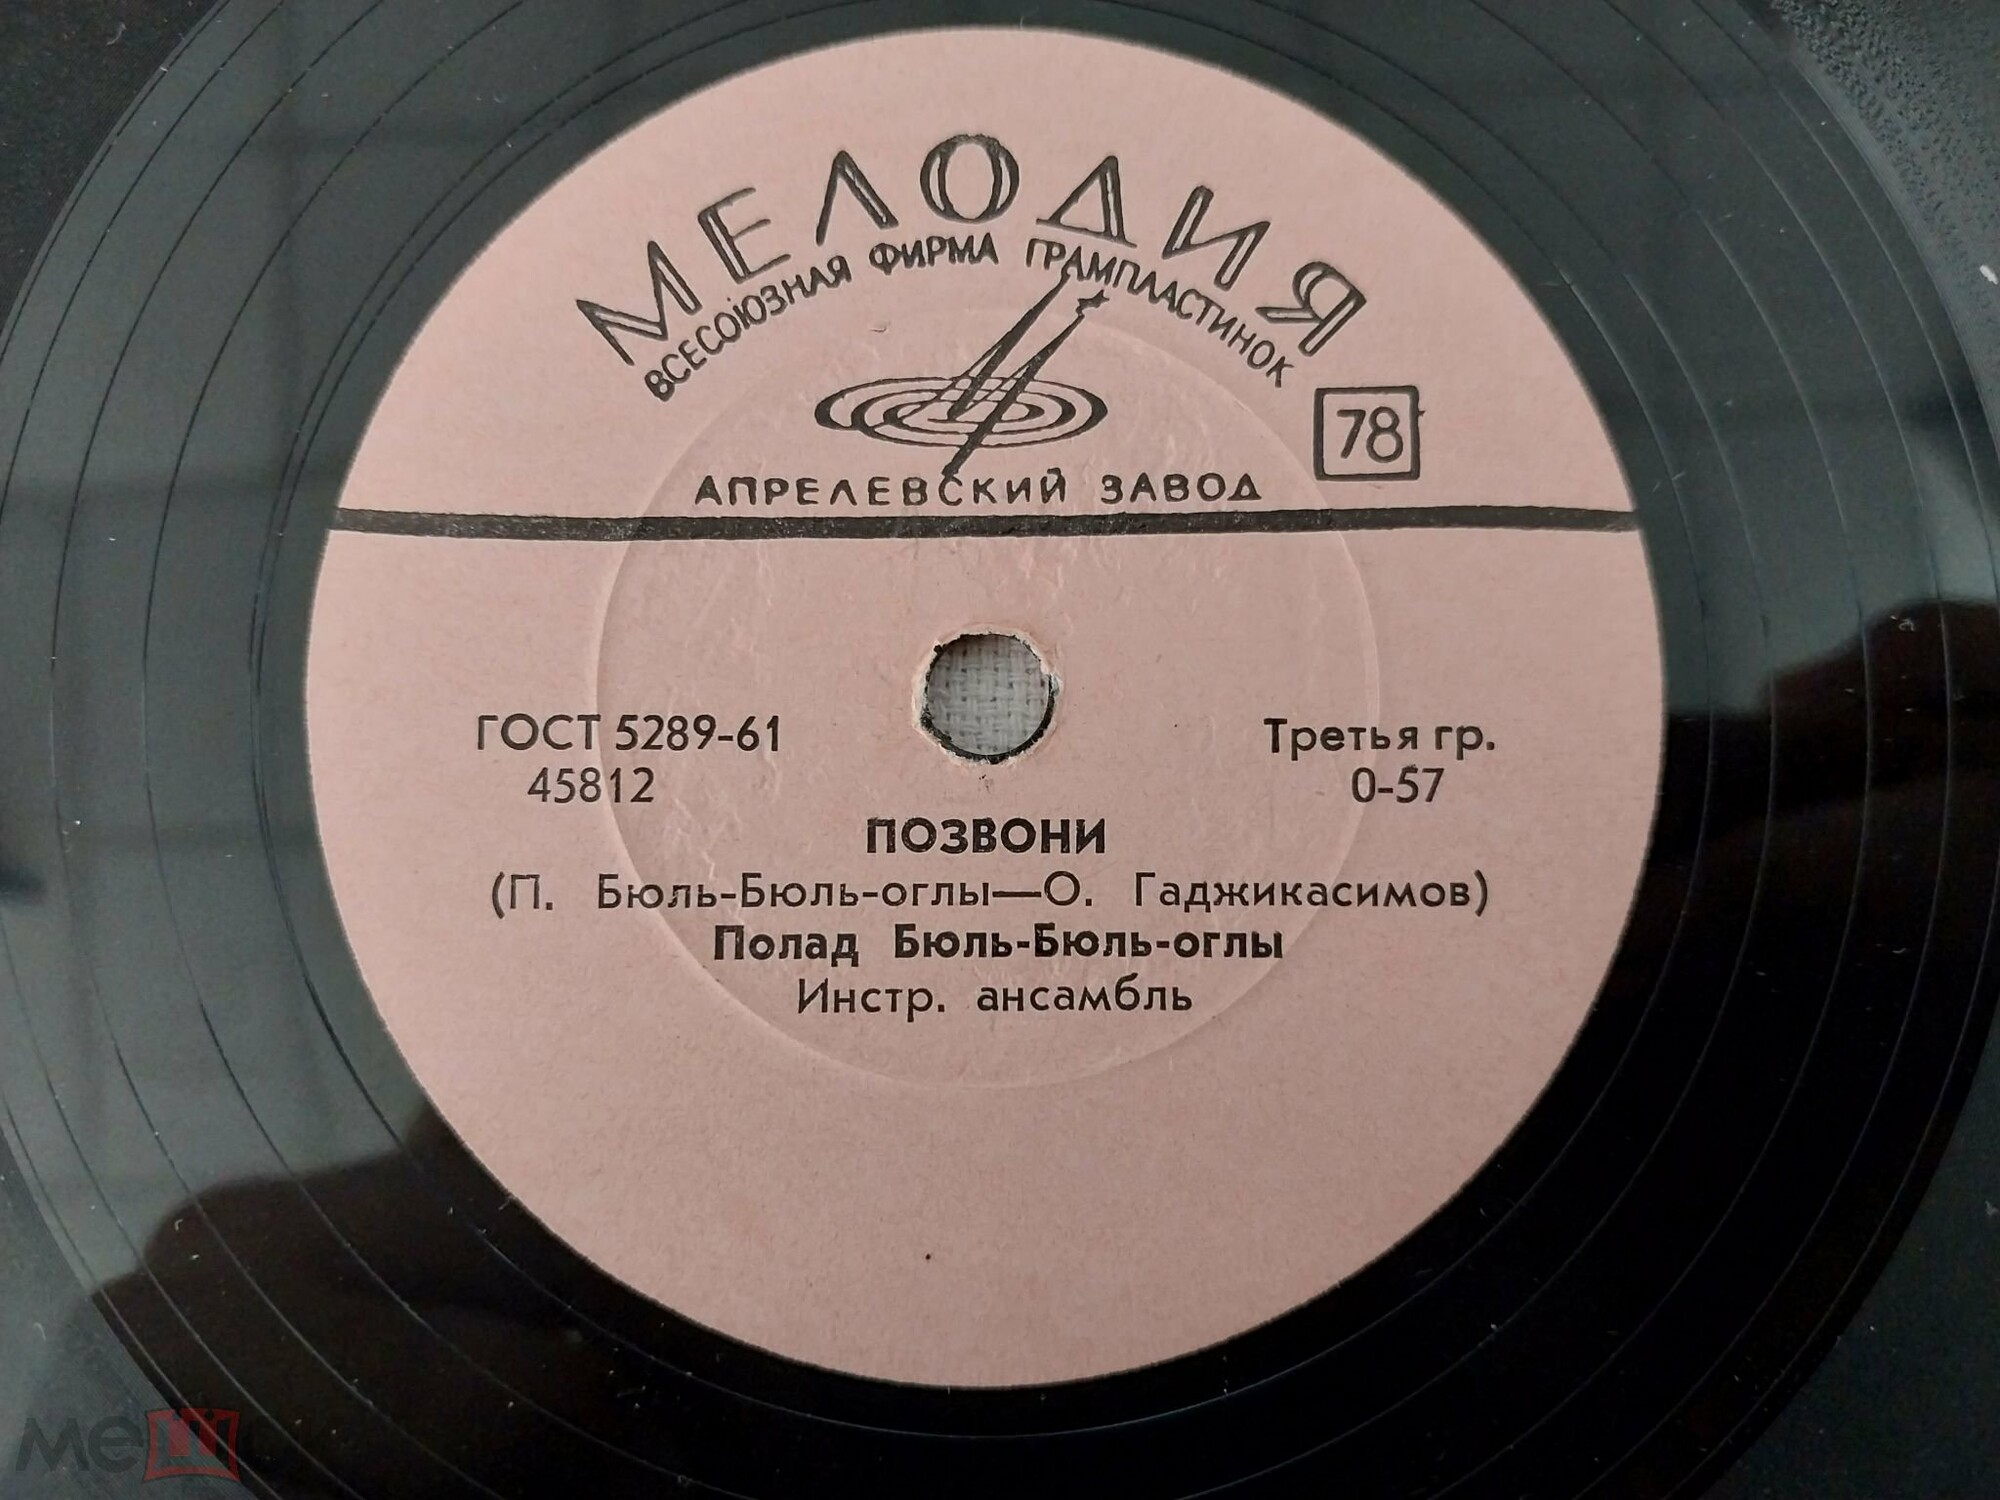 МЕЛОДИЯ
ВСЕСОЮЗНАЯ ФИРМА ГРАМПЛАСТИНОК
78
АПРЕЛЕВСКИЙ ЗАВОД
ГОСТ 5289-61 Третья гр.
45812 0-57
ПОЗВОНИ
(П. Бюль-Бюль-оглы—О. Гаджикасимов)
Полад Бюль-Бюль-оглы
Инстр. ансамбль
мешок